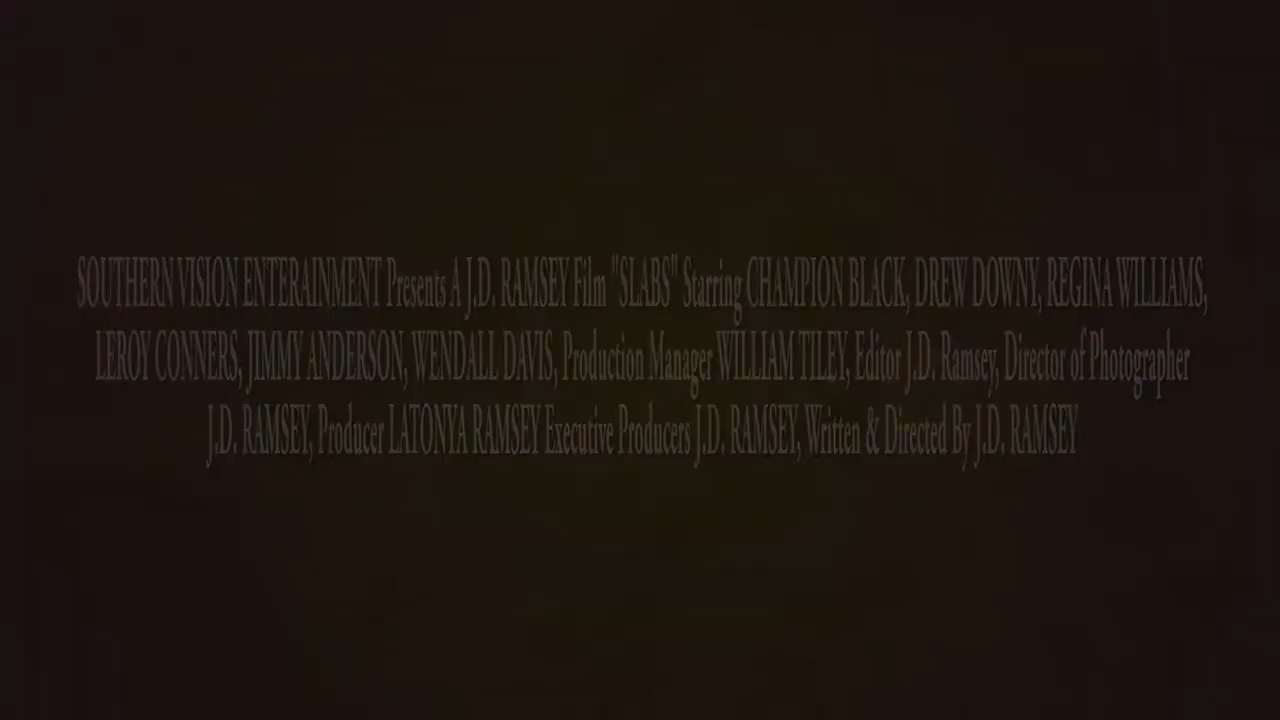 SOUTHERN VISION ENTERAINMENT Presents A J.D. RAMSEY Film "SLABS" Starring CHAMPION BLACK, DREW DOWNY, REGINA WILLIAMS,
LEROY CONNERS, JIMMY ANDERSON, WENDALL DAVIS, Production Manager WILLIAM TILEY, Editor J.D. Ramsey, Director of Photographer
J.D. RAMSEY, Producer LATONYA RAMSEY Executive Producers J.D. RAMSEY, Written & Directed By J.D. RAMSEY